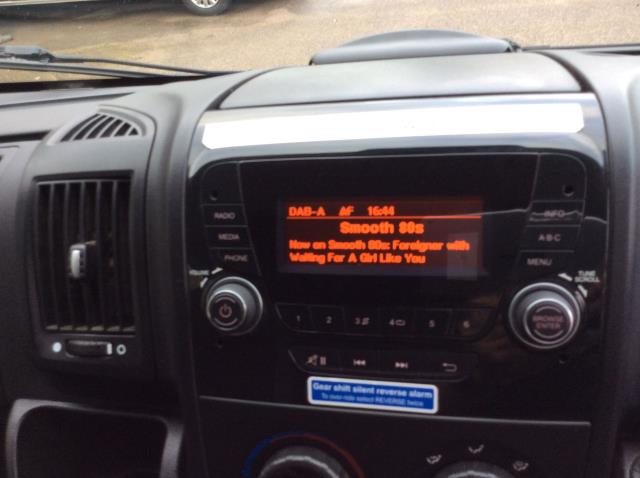 DAB-A AF 16:44
Smooth 80s
Now on Smooth 80s: Foreigner with
Waiting For A Girl Like You
RADIO
MEDIA
PHONE
INFO
A-B-C
MENU
VOLUME
TUNE
SCROLL
BROWSE
ENTER
1 2 3 4 5 6
Gear shift silent reverse alarm
To over-ride select REVERSE twice